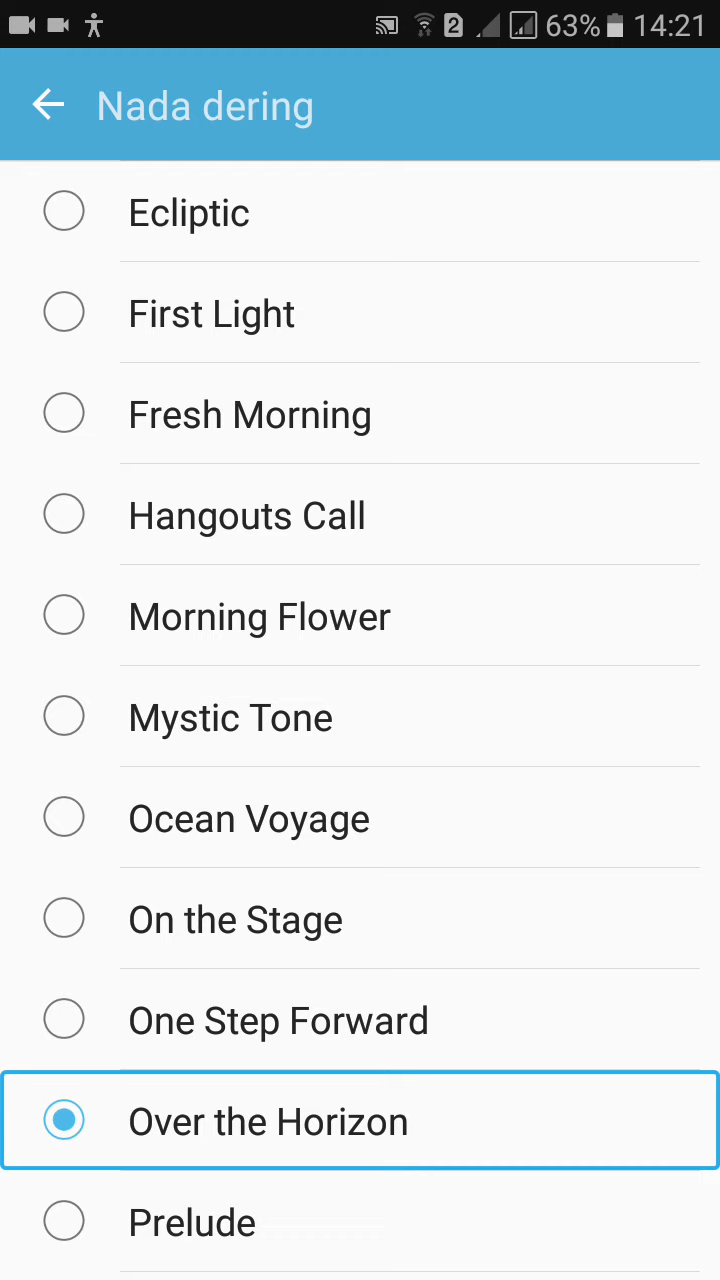 2 63% 14:21
Nada dering
Ecliptic
First Light
Fresh Morning
Hangouts Call
Morning Flower
Mystic Tone
Ocean Voyage
On the Stage
One Step Forward
Over the Horizon
Prelude